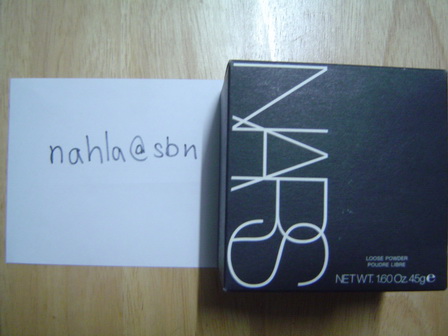 nahla@sbn
NARS
LOOSE POWDER
POUDRE LIBRE
NET WT. 1.60 Oz. 45g e